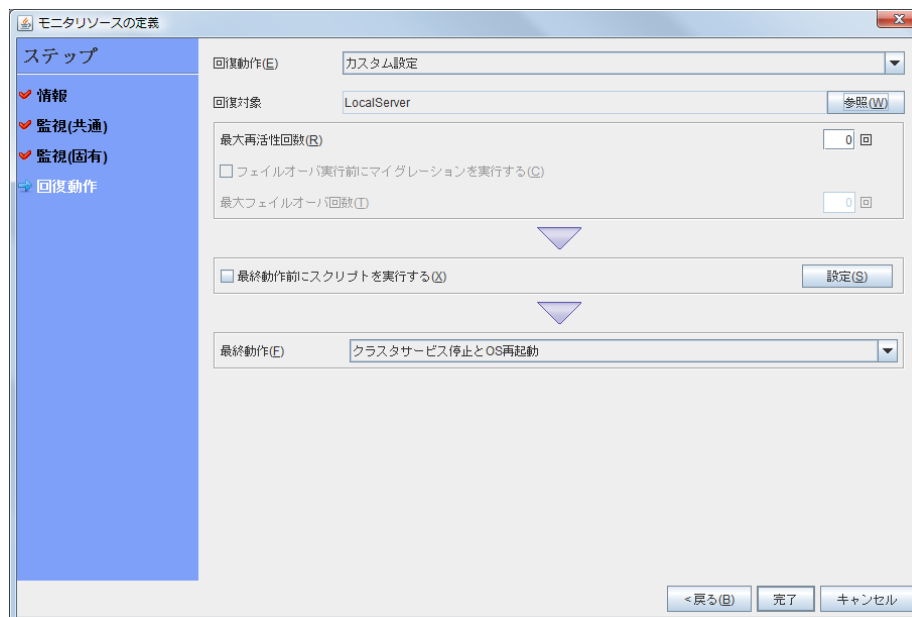 モニタリソースの定義
ステップ
情報
監視(共通)
監視(固有)
回復動作
回復動作(E) カスタム設定
回復対象 LocalServer 参照(W)
最大再活性回数(R) 0 回
フェイルオーバ実行前にマイグレーションを実行する(C)
最大フェイルオーバ回数(T) 0 回
最終動作前にスクリプトを実行する(X) 設定(S)
最終動作(F) クラスタサービス停止とOS再起動
<戻る(B) 完了 キャンセル